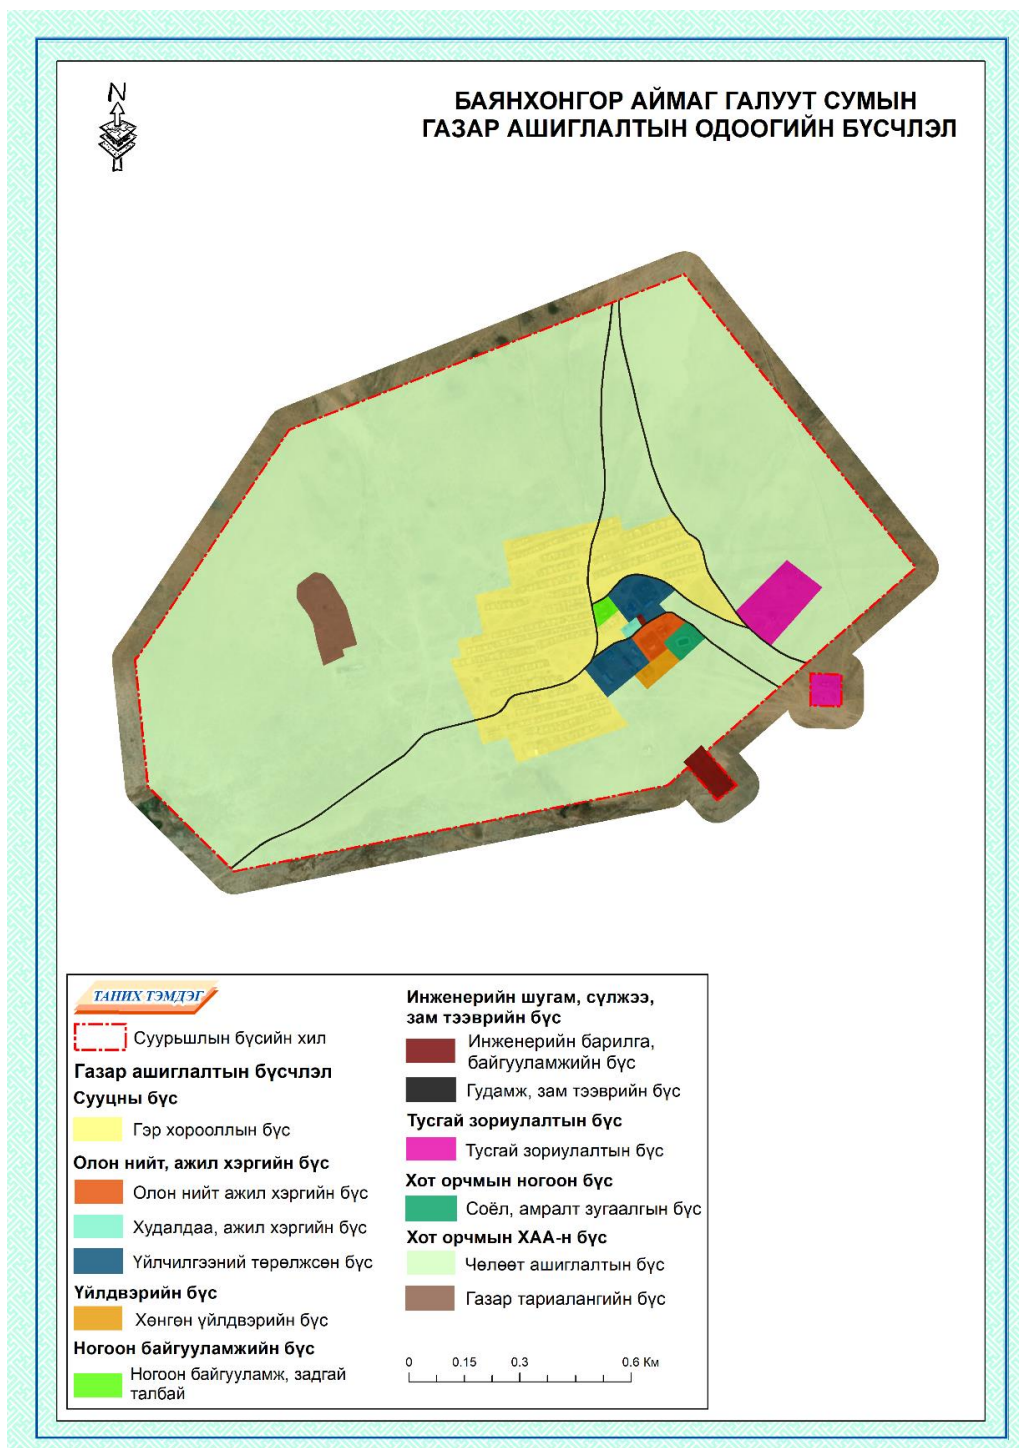 N
БАЯНХОНГОР АЙМАГ ГАЛУУТ СУМЫН
ГАЗАР АШИГЛАЛТЫН ОДООГИЙН БҮСЧЛЭЛ
ТАНИХ ТЭМДЭГ
Суурьшлын бүсийн хил
Газар ашиглалтын бүсчлэл
Сууцны бүс
Гэр хорооллын бүс
Олон нийт, ажил хэргийн бүс
Олон нийт ажил хэргийн бүс
Худалдаа, ажил хэргийн бүс
Үйлчилгээний төрөлжсөн бүс
Үйлдвэрийн бүс
Хөнгөн үйлдвэрийн бүс
Ногоон байгууламжийн бүс
Ногоон байгууламж, задгай
талбай
Инженерийн шугам, сүлжээ,
зам тээврийн бүс
Инженерийн барилга,
байгууламжийн бүс
Гудамж, зам тээврийн бүс
Тусгай зориулалтын бүс
Тусгай зориулалтын бүс
Хот орчмын ногоон бүс
Соёл, амралт зугаалгын бүс
Хот орчмын ХАА-н бүс
Чөлөөт ашиглалтын бүс
Газар тариалангийн бүс
0 0.15 0.3 0.6 Км